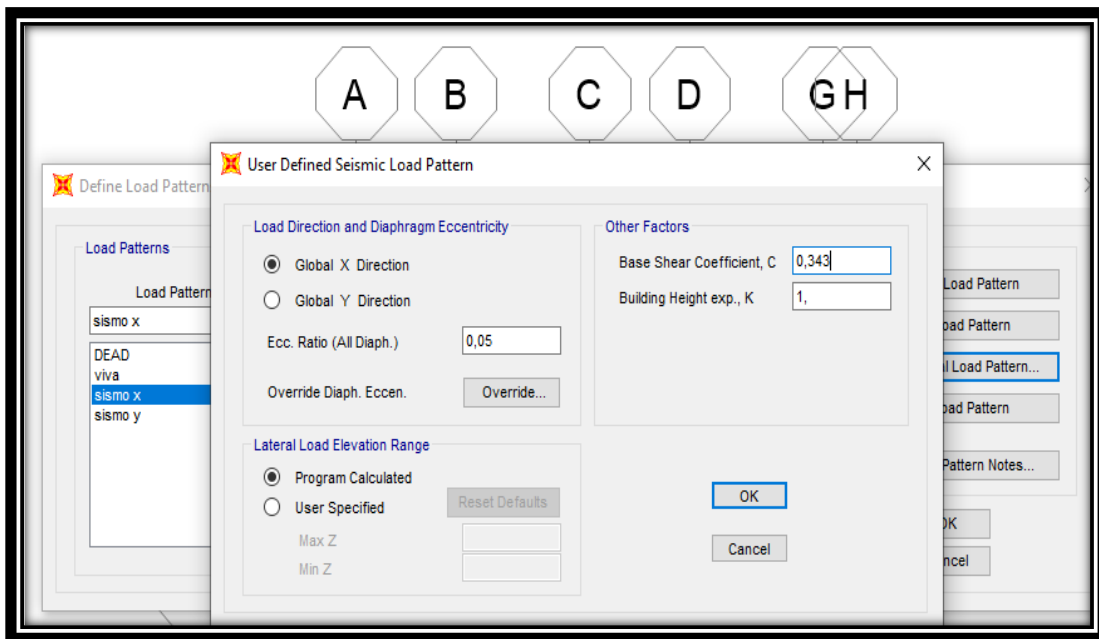 A B C D G H
Define Load Pattern
Load Patterns
Load Pattern
sismo x
DEAD
viva
sismo x
sismo y
User Defined Seismic Load Pattern
Load Direction and Diaphragm Eccentricity
Global X Direction
Global Y Direction
Ecc. Ratio (All Diaph.) 0,05
Override Diaph. Eccen. Override...
Other Factors
Base Shear Coefficient, C 0,343
Building Height exp., K 1,
Lateral Load Elevation Range
Program Calculated
User Specified Reset Defaults
Max Z
Min Z
OK
Cancel
Load Pattern
oad Pattern
l Load Pattern...
oad Pattern
Pattern Notes...
OK
ncel